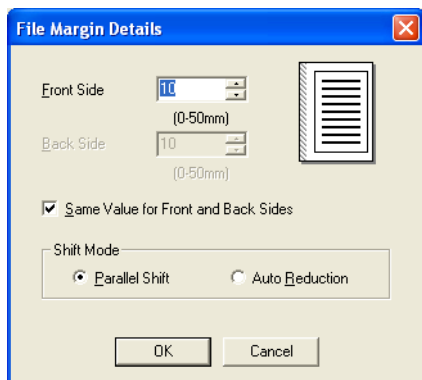 File Margin Details
Front Side 10
(0-50mm)
Back Side 10
(0-50mm)
Same Value for Front and Back Sides
Shift Mode
Parallel Shift Auto Reduction
OK Cancel